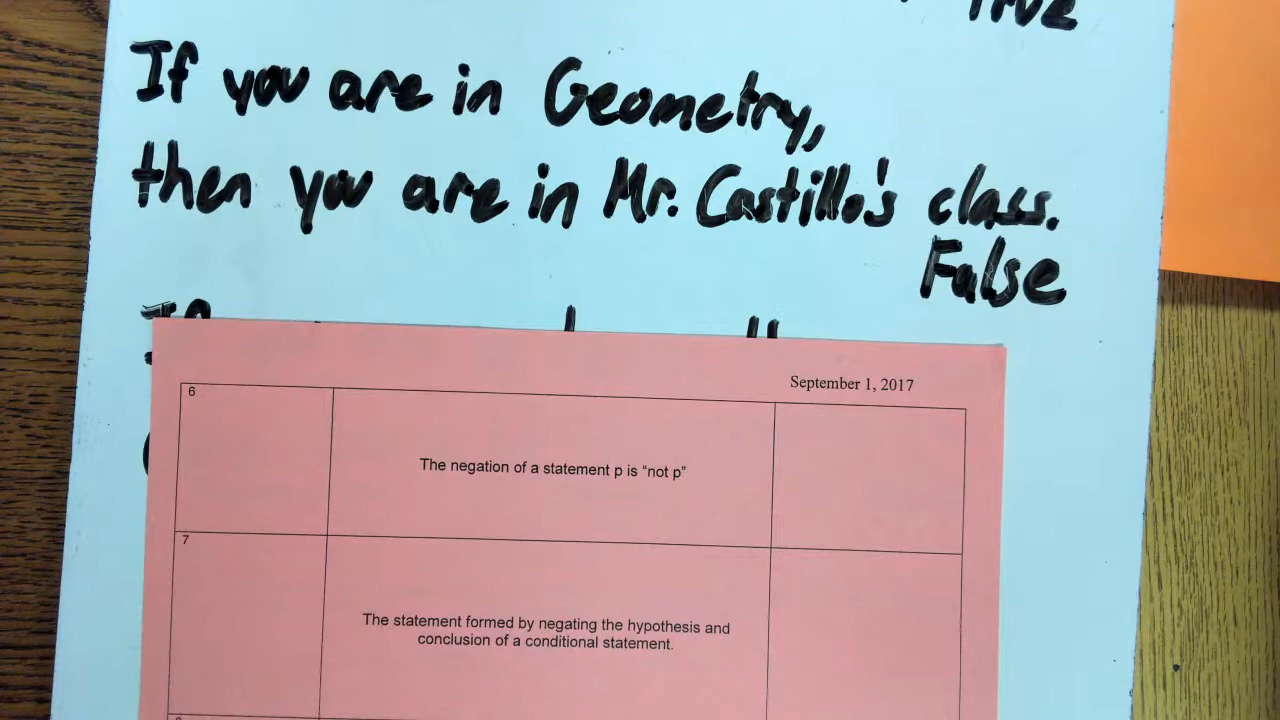 True
If you are in Geometry,
then you are in Mr. Castillo's class.
False
If
September 1, 2017
6
The negation of a statement p is “not p”
7
The statement formed by negating the hypothesis and
conclusion of a conditional statement.